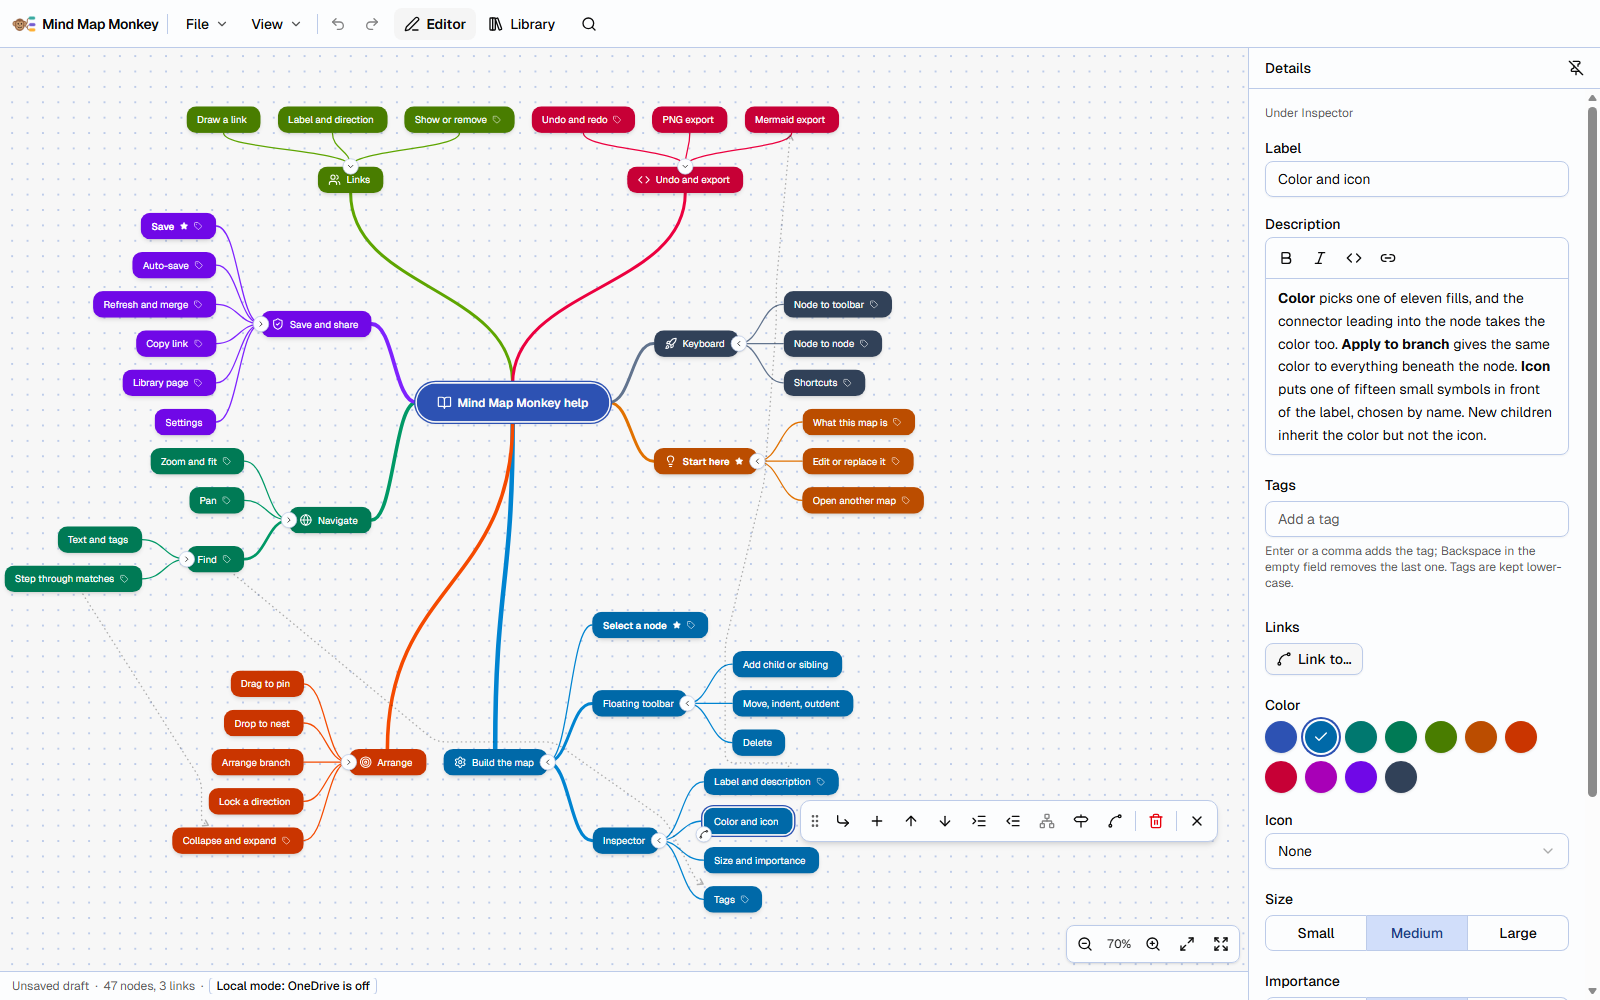 Mind Map Monkey
File
View
Editor
Library
Details
Under Inspector
Label
Color and icon
Description
Color picks one of eleven fills, and the
connector leading into the node takes the
color too. Apply to branch gives the same
color to everything beneath the node. Icon
puts one of fifteen small symbols in front
of the label, chosen by name. New children
inherit the color but not the icon.
Tags
Add a tag
Enter or a comma adds the tag; Backspace in the
empty field removes the last one. Tags are kept lower-
case.
Links
Link to...
Color
Icon
None
Size
Small
Medium
Large
Importance
Draw a link
Label and direction
Show or remove
Undo and redo
PNG export
Mermaid export
Links
Undo and export
Save
Auto-save
Refresh and merge
Save and share
Copy link
Library page
Settings
Node to toolbar
Keyboard
Node to node
Shortcuts
Mind Map Monkey help
What this map is
Start here
Edit or replace it
Open another map
Zoom and fit
Pan
Navigate
Text and tags
Find
Step through matches
Select a node
Add child or sibling
Floating toolbar
Move, indent, outdent
Delete
Drag to pin
Drop to nest
Arrange branch
Arrange
Build the map
Lock a direction
Collapse and expand
Label and description
Color and icon
Inspector
Size and importance
Tags
70%
Unsaved draft · 47 nodes, 3 links ·
Local mode: OneDrive is off